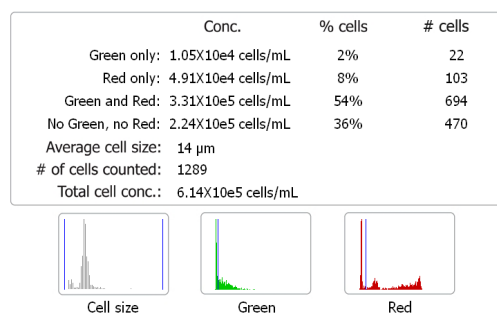 Conc. % cells # cells
Green only: 1.05X10e4 cells/mL 2% 22
Red only: 4.91X10e4 cells/mL 8% 103
Green and Red: 3.31X10e5 cells/mL 54% 694
No Green, no Red: 2.24X10e5 cells/mL 36% 470
Average cell size: 14 µm
# of cells counted: 1289
Total cell conc.: 6.14X10e5 cells/mL
Cell size Green Red